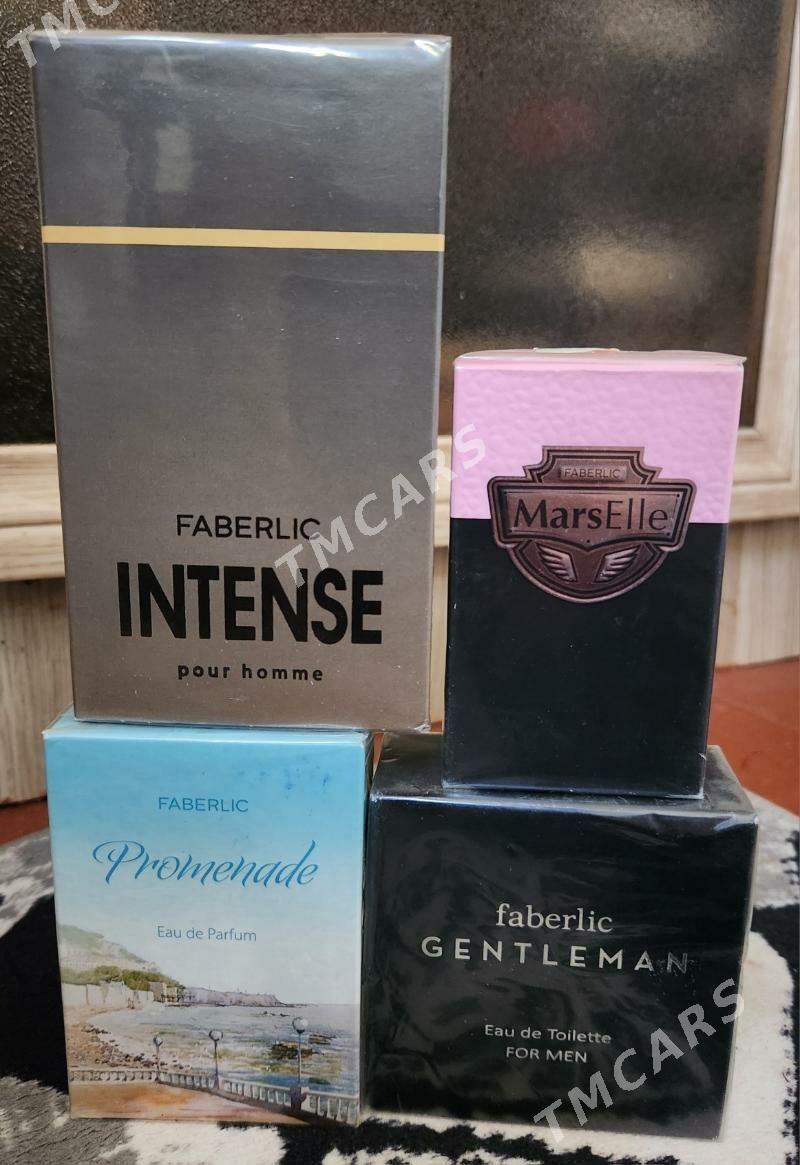 TMCARS
FABERLIC
INTENSE
pour homme
TMCARS
FABERLIC
MarsElle
FABERLIC
Promenade
Eau de Parfum
faberlic
GENTLEMAN
Eau de Toilette
FOR MEN
TMCARS